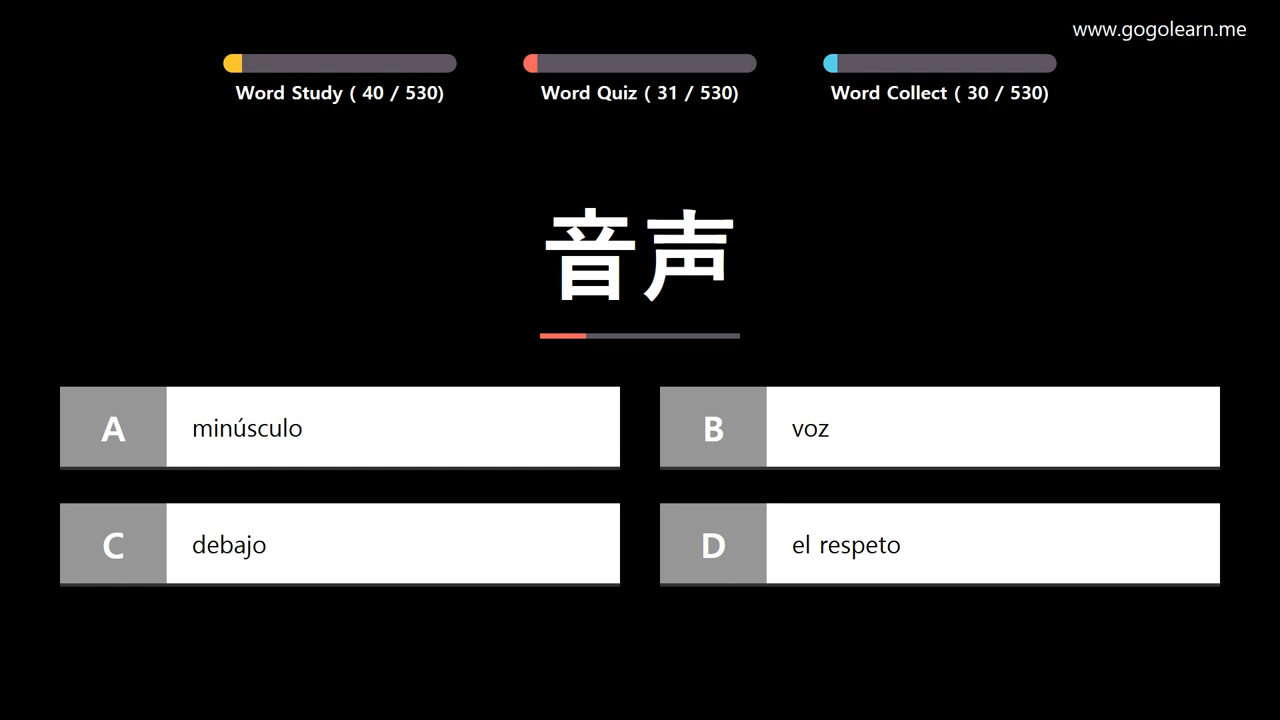 www.gogolearn.me
Word Study ( 40 / 530)
Word Quiz ( 31 / 530)
Word Collect ( 30 / 530)
音声
A minúsculo
B voz
C debajo
D el respeto